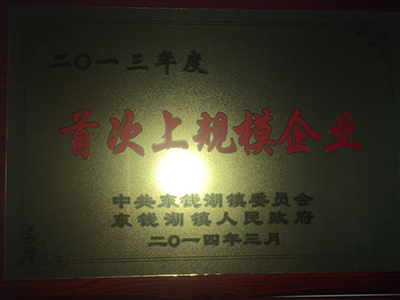 二〇一三年度
首次上规模企业
中共东钱湖镇委员会
东钱湖镇人民政府
二〇一四年三月